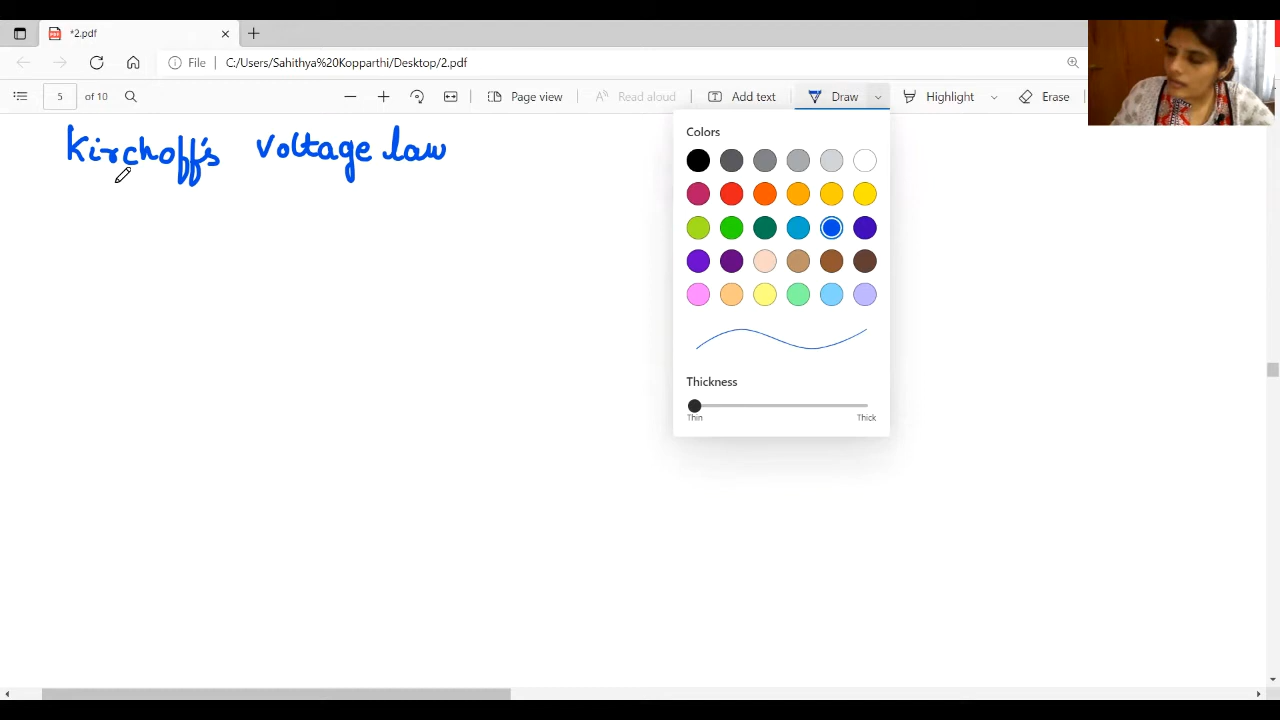 *2.pdf
File
C:/Users/Sahithya%20Kopparthi/Desktop/2.pdf
5 of 10
Page view
Read aloud
Add text
Draw
Highlight
Erase
Kirchoff's voltage law
Colors
Thickness
Thin
Thick